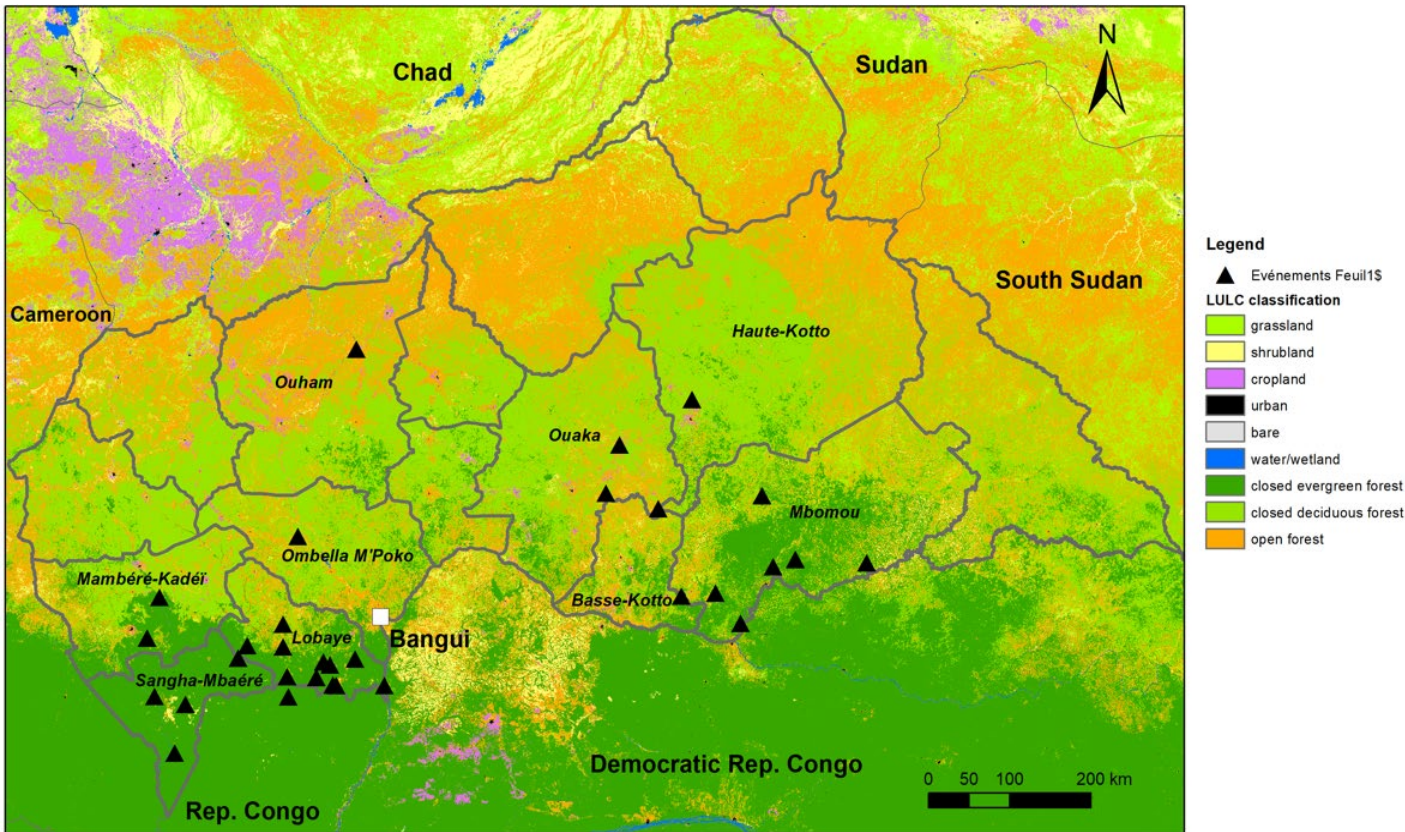 N
Chad
Sudan
Cameroon
South Sudan
Haute-Kotto
Ouham
Ouaka
Mbomou
Ombella M'Poko
Mambéré-Kadéï
Basse-Kotto
Lobaye
Bangui
Sangha-Mbaéré
Democratic Rep. Congo
Rep. Congo
0 50 100 200 km
Legend
Evénements Feuil1$
LULC classification
grassland
shrubland
cropland
urban
bare
water/wetland
closed evergreen forest
closed deciduous forest
open forest